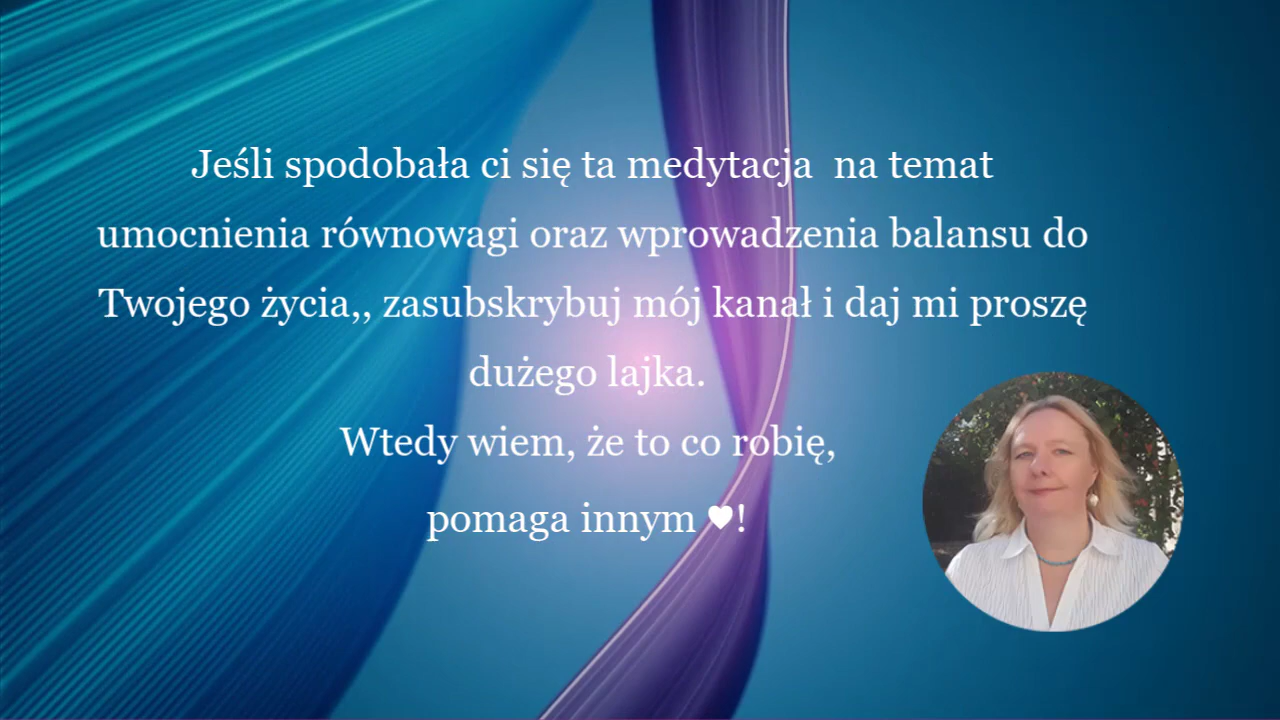 Jeśli spodobała ci się ta medytacja  na temat
umocnienia równowagi oraz wprowadzenia balansu do
Twojego życia,, zasubskrybuj mój kanał i daj mi proszę
dużego lajka.
Wtedy wiem, że to co robię,
pomaga innym ♥!